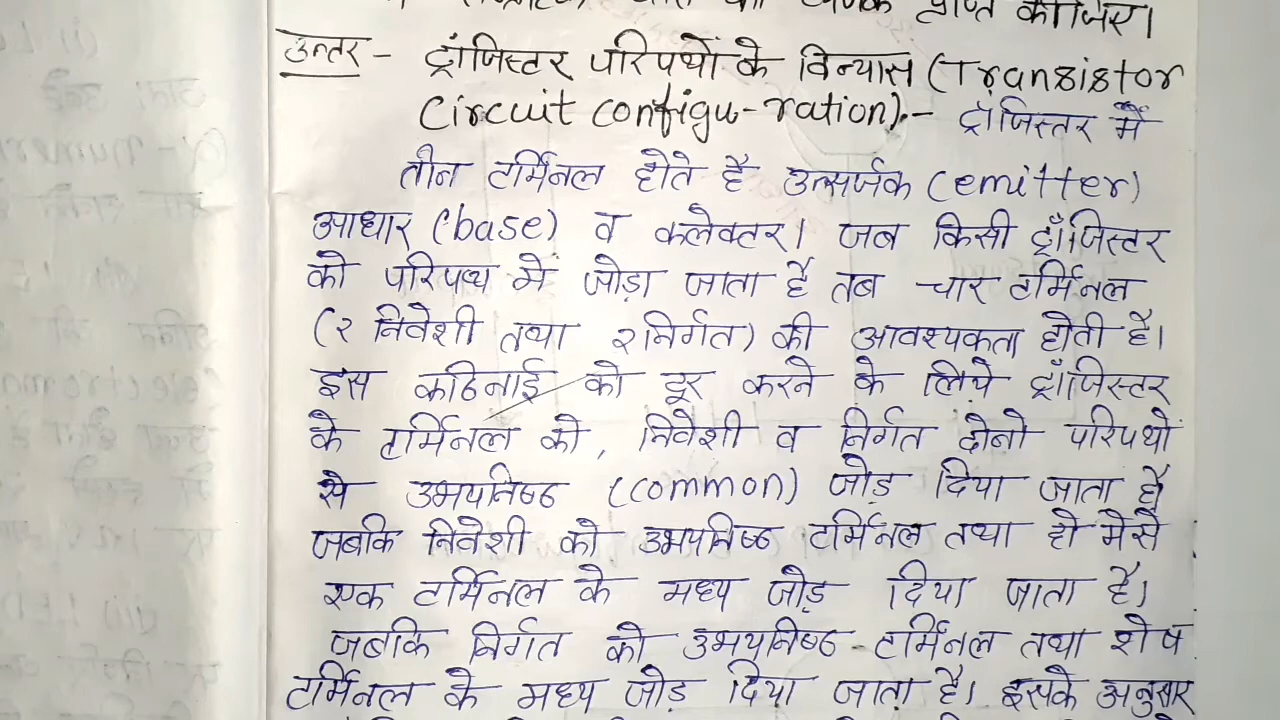 व्यंजक प्राप्त कीजिए।
उत्तर - ट्रांजिस्टर परिपथों के विन्यास (Transistor
Circuit configu-ration).- ट्रांजिस्टर में
तीन टर्मिनल होते है उत्सर्जक (emitter)
आधार (base) व कलेक्टर। जब किसी ट्राँजिस्टर
को परिपथ में जोड़ा जाता है तब चार टर्मिनल
(२ निवेशी तथा २ निर्गत) की आवश्यकता होती है।
इस कठिनाई को दूर करने के लिये ट्राँजिस्टर
के टर्मिनल को, निवेशी व निर्गत दोनो परिपथों
से उभयनिष्ठ (common) जोड़ दिया जाता है
जबकि निवेशी को उभयनिष्ठ टर्मिनल तथा दो मेसे
एक टर्मिनल के मध्य जोड़ दिया जाता है।
जबकि निर्गत को उभयनिष्ठ टर्मिनल तथा शेष
टर्मिनल के मध्य जोड़ दिया जाता है। इसके अनुसार